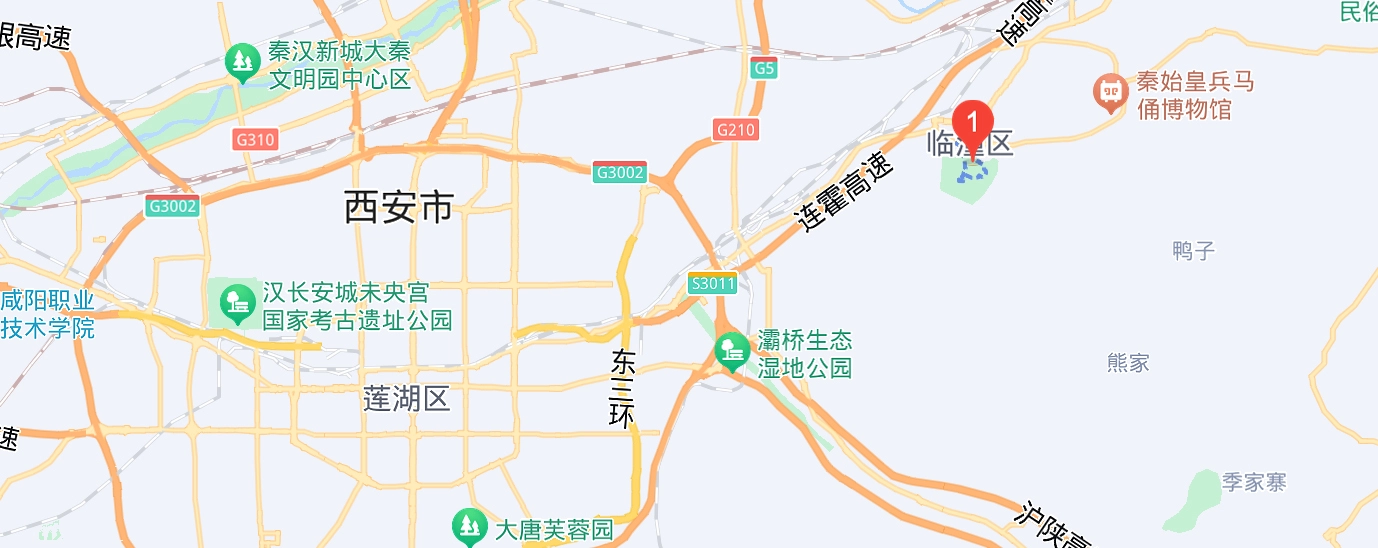 民俗
银高速
高速
秦汉新城大秦
文明园中心区
G5
秦始皇兵马
俑博物馆
G310
G210
1
临潼区
G3002
连霍高速
G3002
西安市
鸭子
S3011
汉长安城未央宫
国家考古遗址公园
咸阳职业
技术学院
灞桥生态
湿地公园
东三环
熊家
莲湖区
速
季家寨
大唐芙蓉园
沪陕高